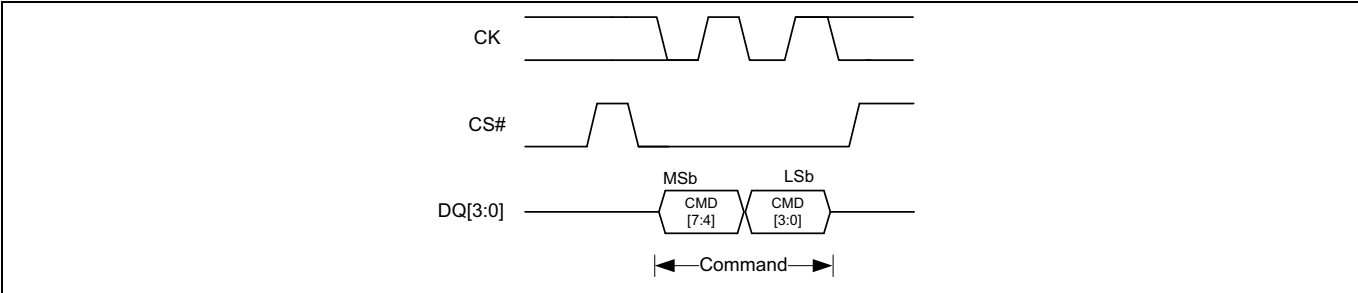 CK
CS#
MSb LSb
DQ[3:0] CMD CMD
[7:4] [3:0]
Command